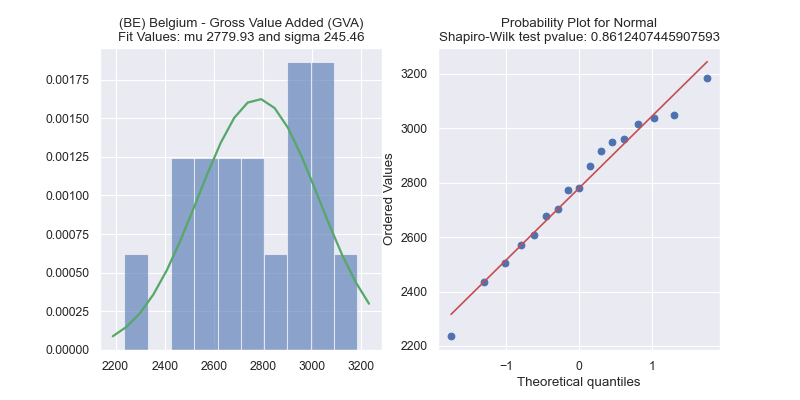 (BE) Belgium - Gross Value Added (GVA)
Fit Values: mu 2779.93 and sigma 245.46
0.00175
0.00150
0.00125
0.00100
0.00075
0.00050
0.00025
0.00000
2200 2400 2600 2800 3000 3200
Probability Plot for Normal
Shapiro-Wilk test pvalue: 0.8612407445907593
Ordered Values
3200
3000
2800
2600
2400
2200
−1 0 1
Theoretical quantiles